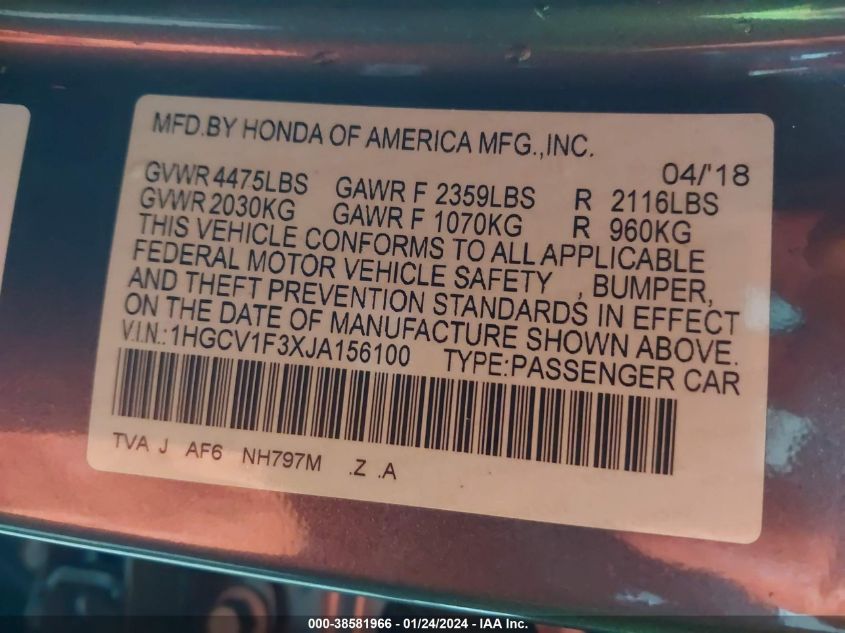 MFD.BY HONDA OF AMERICA MFG.,INC.
04/'18
GVWR 4475LBS GAWR F 2359LBS R 2116LBS
GVWR 2030KG GAWR F 1070KG R 960KG
THIS VEHICLE CONFORMS TO ALL APPLICABLE
FEDERAL MOTOR VEHICLE SAFETY , BUMPER,
AND THEFT PREVENTION STANDARDS IN EFFECT
ON THE DATE OF MANUFACTURE SHOWN ABOVE.
V.I.N.:1HGCV1F3XJA156100 TYPE:PASSENGER CAR
TVA J AF6 NH797M .Z .A
000-38581966 - 01/24/2024 - IAA Inc.